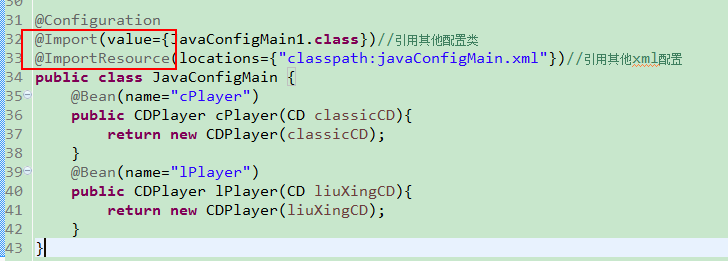 30
31 @Configuration
32 @Import(value={JavaConfigMain1.class})//引用其他配置类
33 @ImportResource(locations={"classpath:javaConfigMain.xml"})//引用其他xml配置
34 public class JavaConfigMain {
35     @Bean(name="cPlayer")
36     public CDPlayer cPlayer(CD classicCD){
37         return new CDPlayer(classicCD);
38     }
39     @Bean(name="lPlayer")
40     public CDPlayer lPlayer(CD liuXingCD){
41         return new CDPlayer(liuXingCD);
42     }
43 }